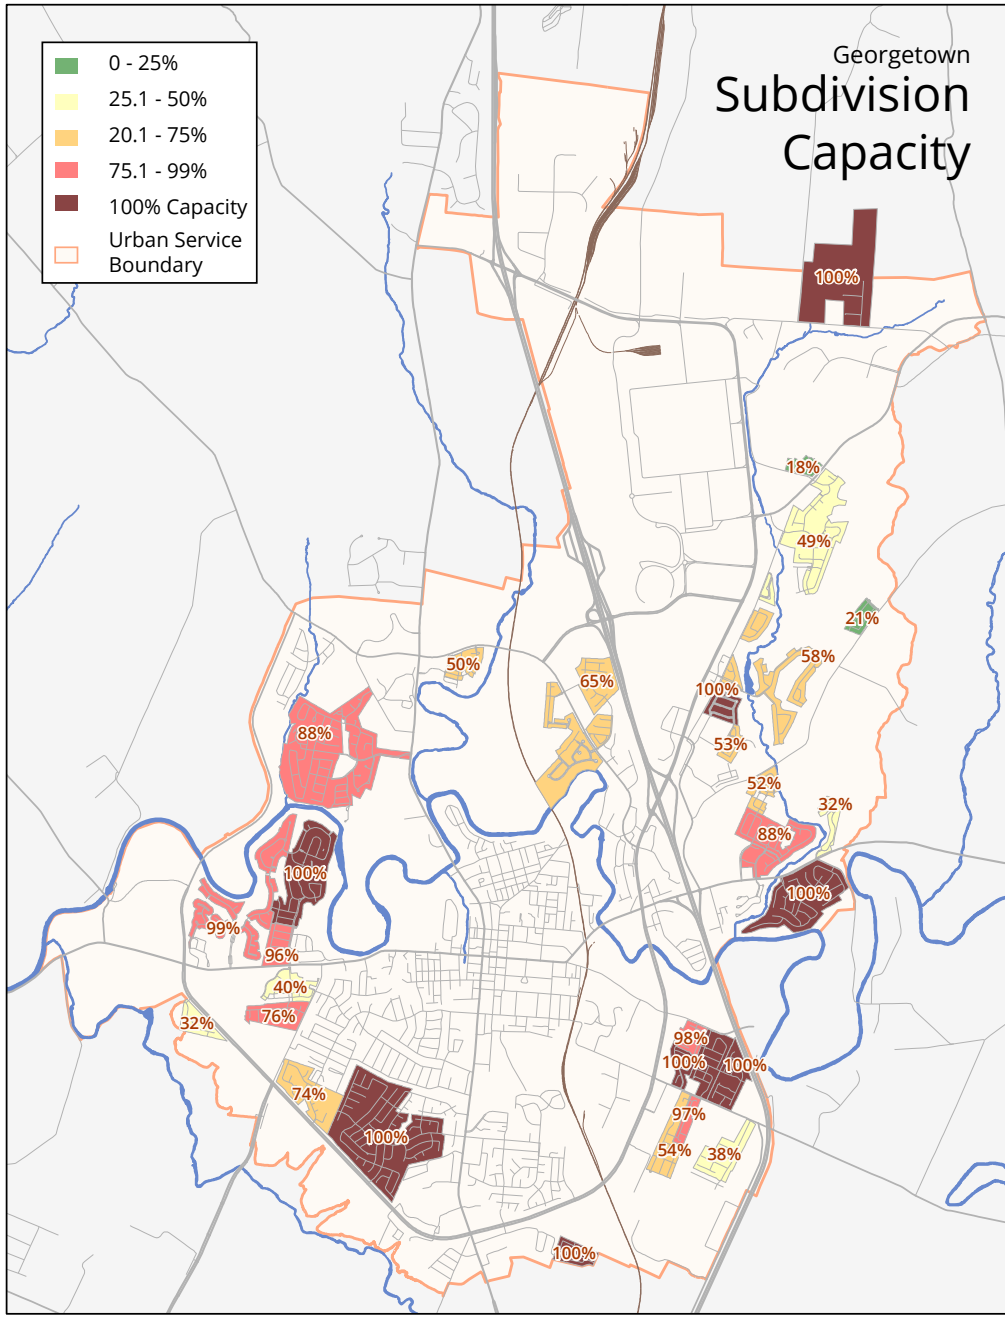 Georgetown
Subdivision
Capacity
0 - 25%
25.1 - 50%
20.1 - 75%
75.1 - 99%
100% Capacity
Urban Service
Boundary
100%
18%
49%
21%
58%
50%
65%
100%
88%
53%
52%
32%
88%
100%
100%
99%
96%
40%
76%
32%
98%
100%
100%
74%
97%
100%
54%
38%
100%